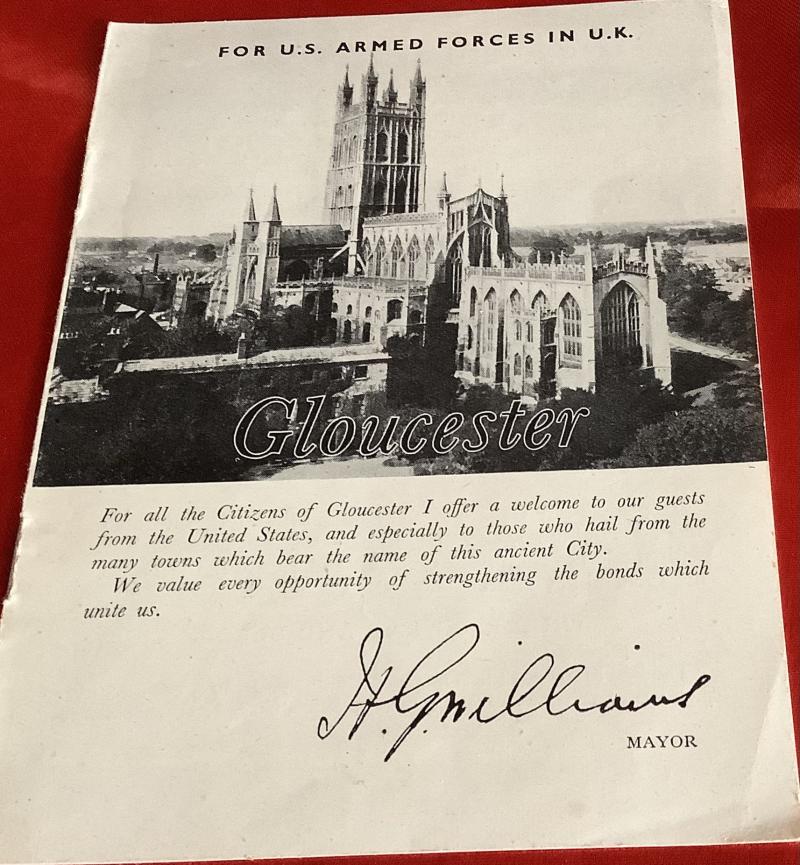 FOR U.S. ARMED FORCES IN U.K.
Gloucester
For all the Citizens of Gloucester I offer a welcome to our guests
from the United States, and especially to those who hail from the
many towns which bear the name of this ancient City.
We value every opportunity of strengthening the bonds which
unite us.
H. Gwilliams
MAYOR